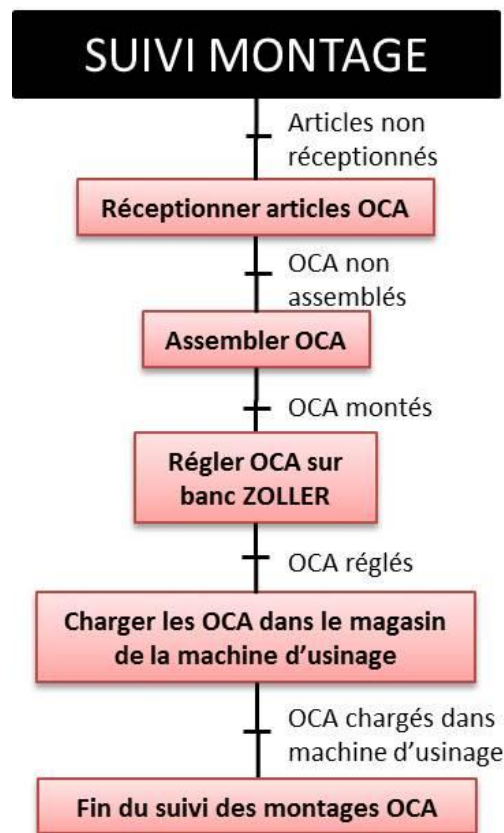 SUIVI MONTAGE
Articles non
réceptionnés
Réceptionner articles OCA
OCA non
assemblés
Assembler OCA
OCA montés
Régler OCA sur
banc ZOLLER
OCA réglés
Charger les OCA dans le magasin
de la machine d’usinage
OCA chargés dans
machine d’usinage
Fin du suivi des montages OCA